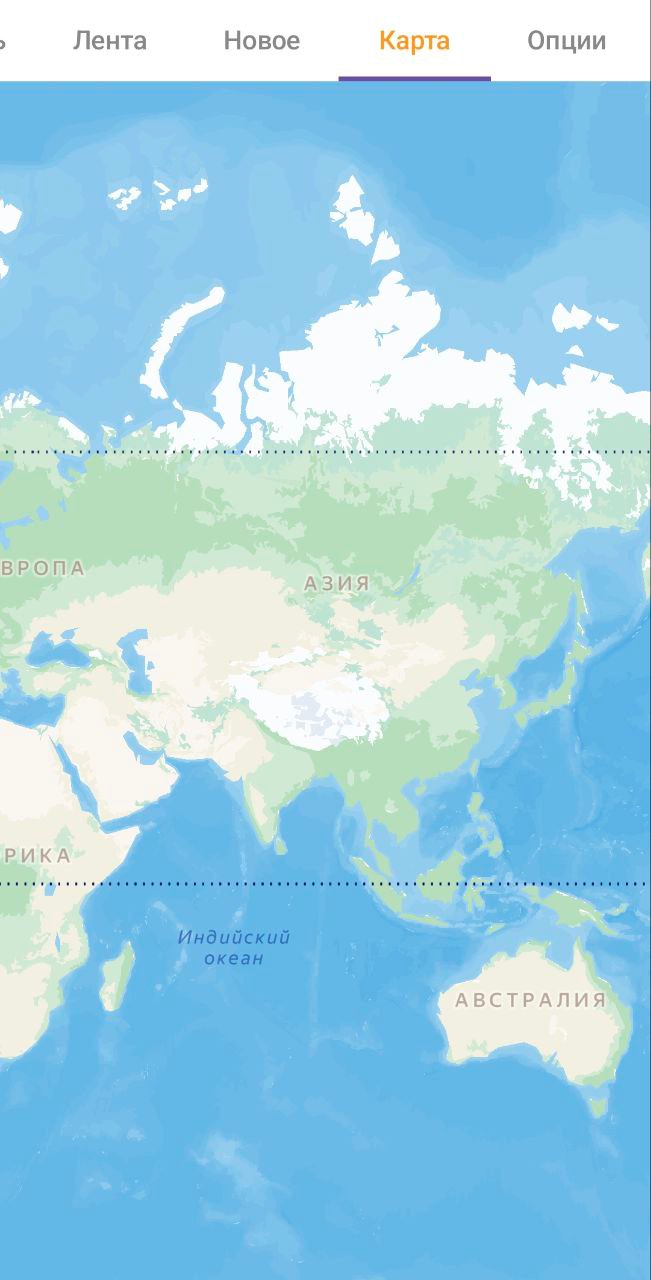 ь Лента Новое Карта Опции
ВРОПА
АЗИЯ
РИКА
Индийский
океан
АВСТРАЛИЯ